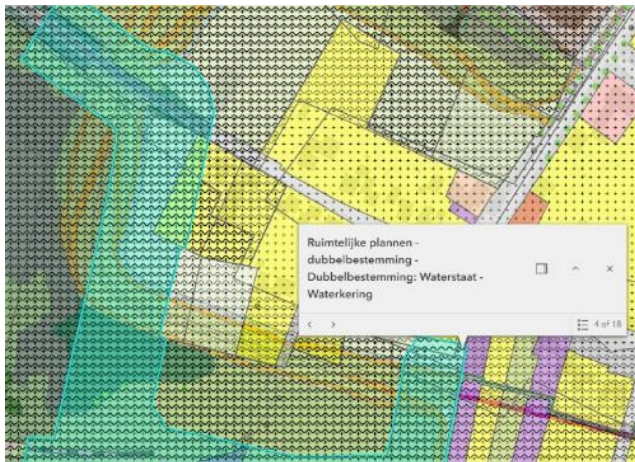 Ruimtelijke plannen -
dubbelbestemming -
Dubbelbestemming: Waterstaat -
Waterkering
4 of 18